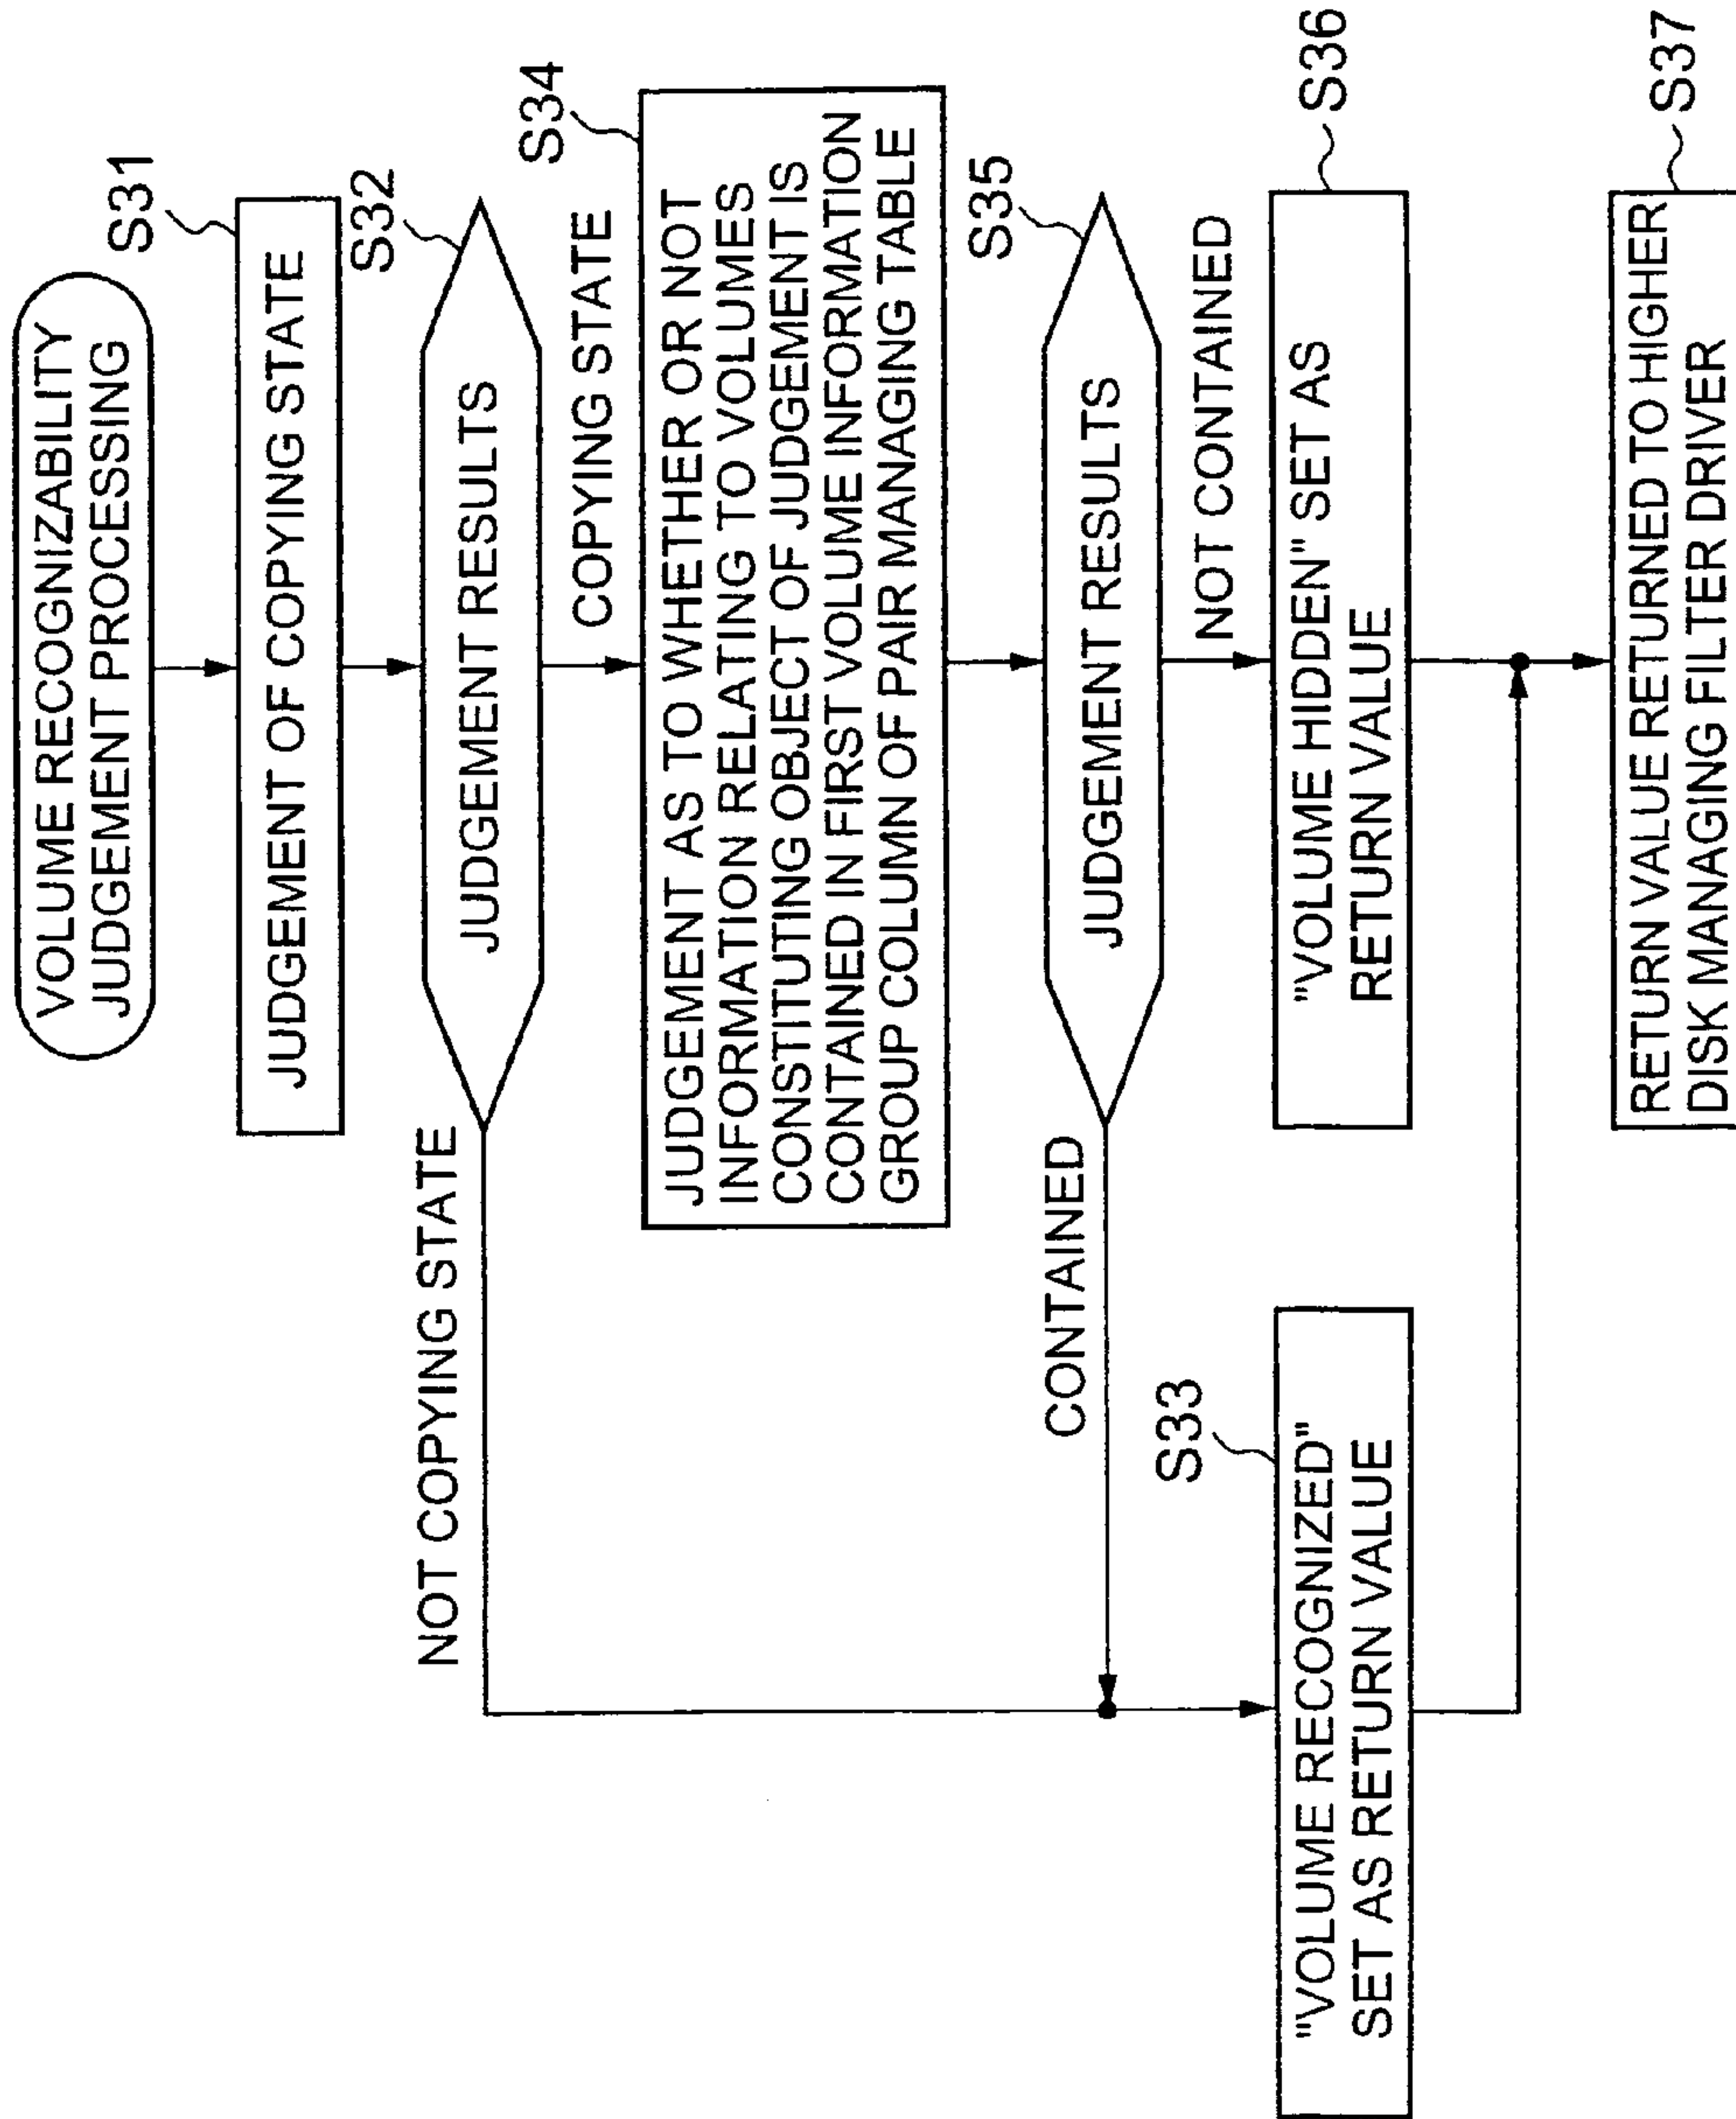 VOLUME RECOGNIZABILITY
JUDGEMENT PROCESSING
S31
JUDGEMENT OF COPYING STATE
S32
JUDGEMENT RESULTS
NOT COPYING STATE
COPYING STATE
S34
JUDGEMENT AS TO WHETHER OR NOT
INFORMATION RELATING TO VOLUMES
CONSTITUTING OBJECT OF JUDGEMENT IS
CONTAINED IN FIRST VOLUME INFORMATION
GROUP COLUMN OF PAIR MANAGING TABLE
S35
JUDGEMENT RESULTS
CONTAINED
NOT CONTAINED
S33
"VOLUME RECOGNIZED"
SET AS RETURN VALUE
S36
"VOLUME HIDDEN" SET AS
RETURN VALUE
S37
RETURN VALUE RETURNED TO HIGHER
DISK MANAGING FILTER DRIVER